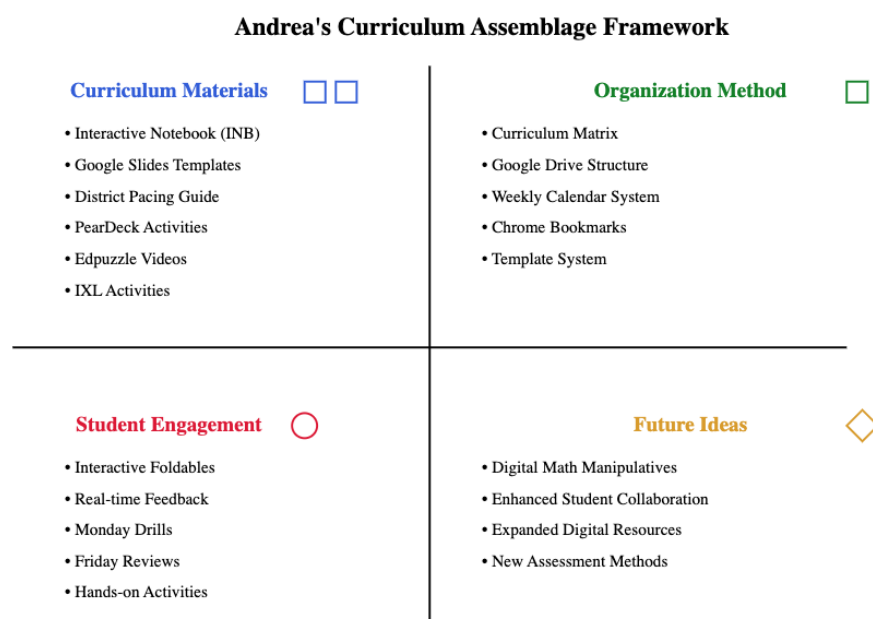 Andrea's Curriculum Assemblage Framework
Curriculum Materials
• Interactive Notebook (INB)
• Google Slides Templates
• District Pacing Guide
• PearDeck Activities
• Edpuzzle Videos
• IXL Activities
Organization Method
• Curriculum Matrix
• Google Drive Structure
• Weekly Calendar System
• Chrome Bookmarks
• Template System
Student Engagement
• Interactive Foldables
• Real-time Feedback
• Monday Drills
• Friday Reviews
• Hands-on Activities
Future Ideas
• Digital Math Manipulatives
• Enhanced Student Collaboration
• Expanded Digital Resources
• New Assessment Methods